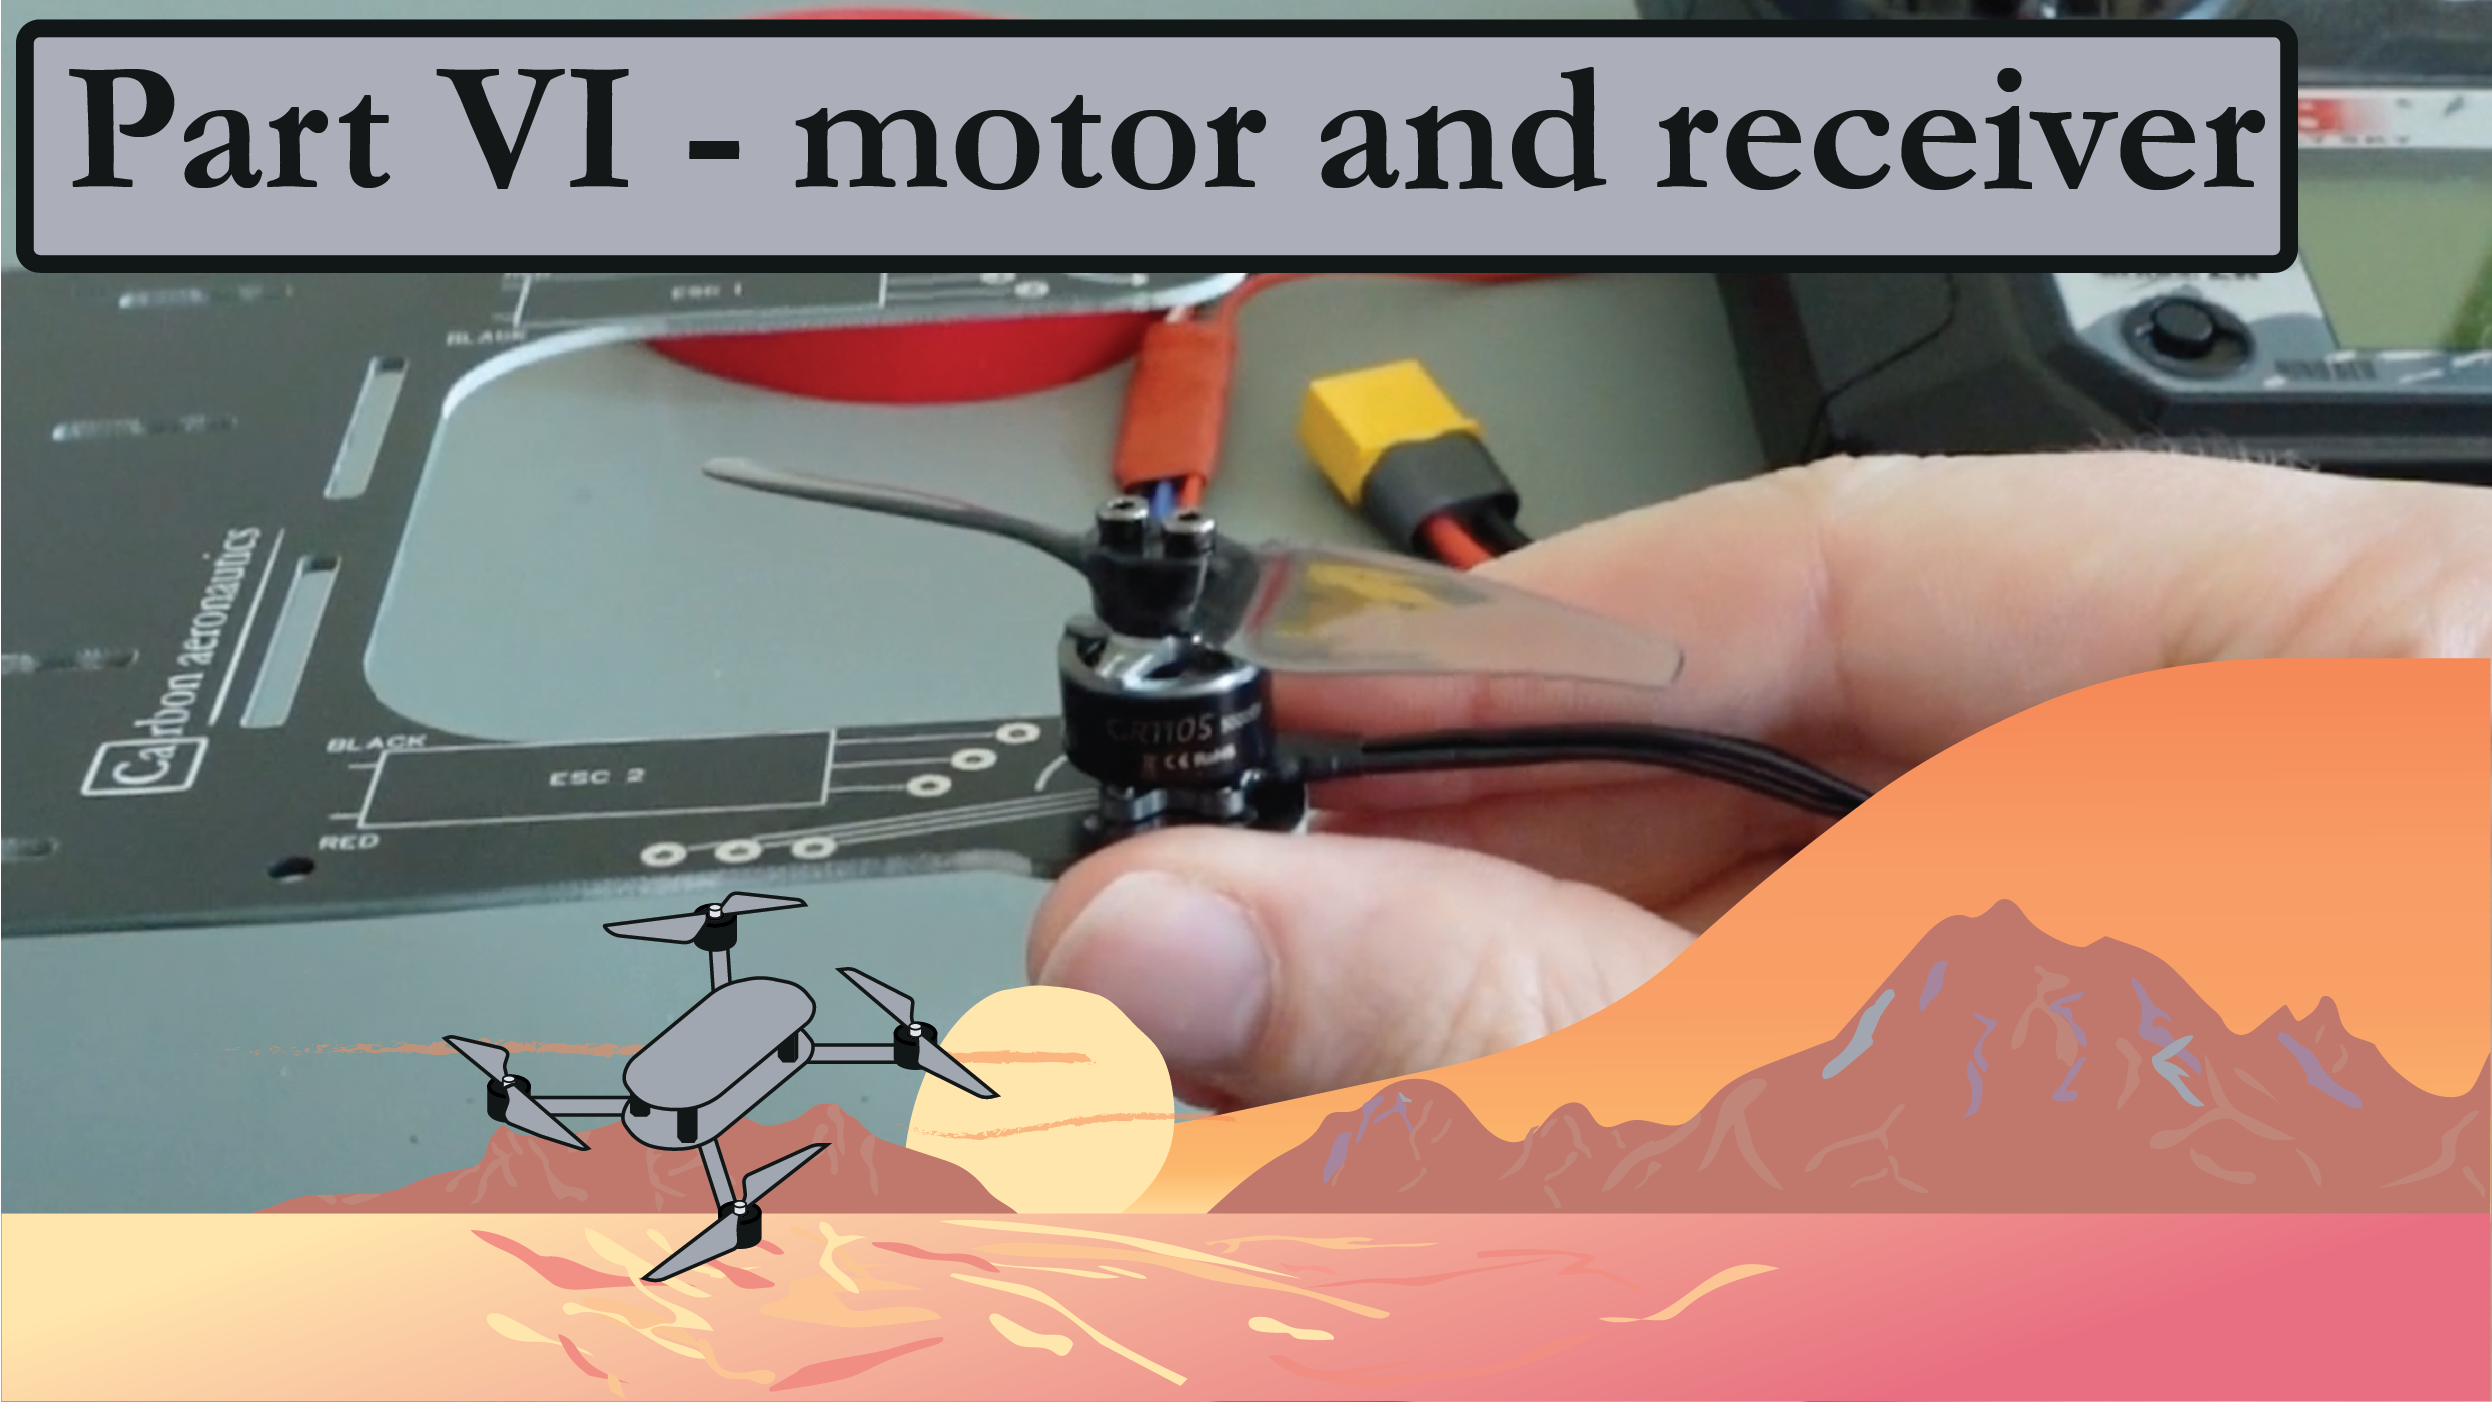 Part VI - motor and receiver
ESC 1
BLACK
Carbon aeronautics
BLACK
ESC 2
RED
GR1105
CE RoHS